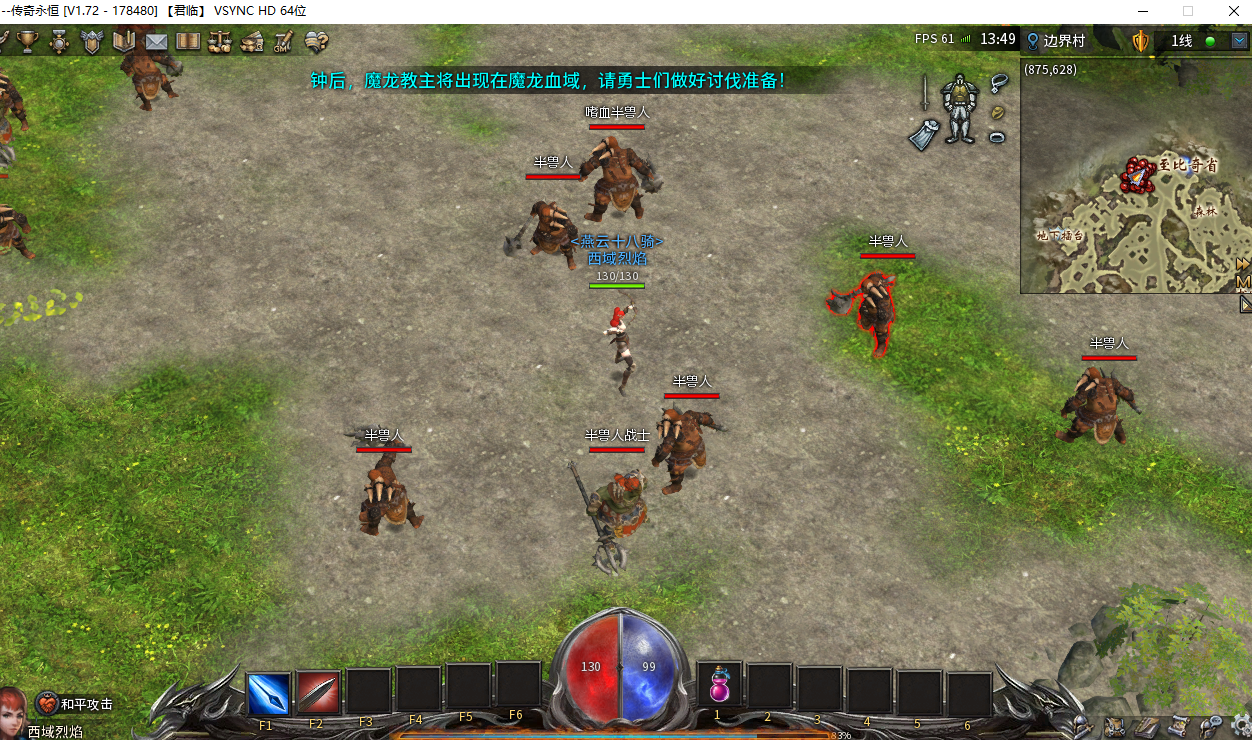 --传奇永恒 [V1.72 - 178480] 【君临】 VSYNC HD 64位
FPS 61
13:49
边界村
1线
GM
(875,628)
钟后，魔龙教主将出现在魔龙血域，请勇士们做好讨伐准备！
嗜血半兽人
半兽人
至比奇省
森林
地下擂台
M
<燕云十八骑>
西域烈焰
130/130
半兽人
半兽人
半兽人
半兽人
半兽人战士
130
99
和平攻击
西域烈焰
F1 F2 F3 F4 F5 F6
1 2 3 4 5 6
83%